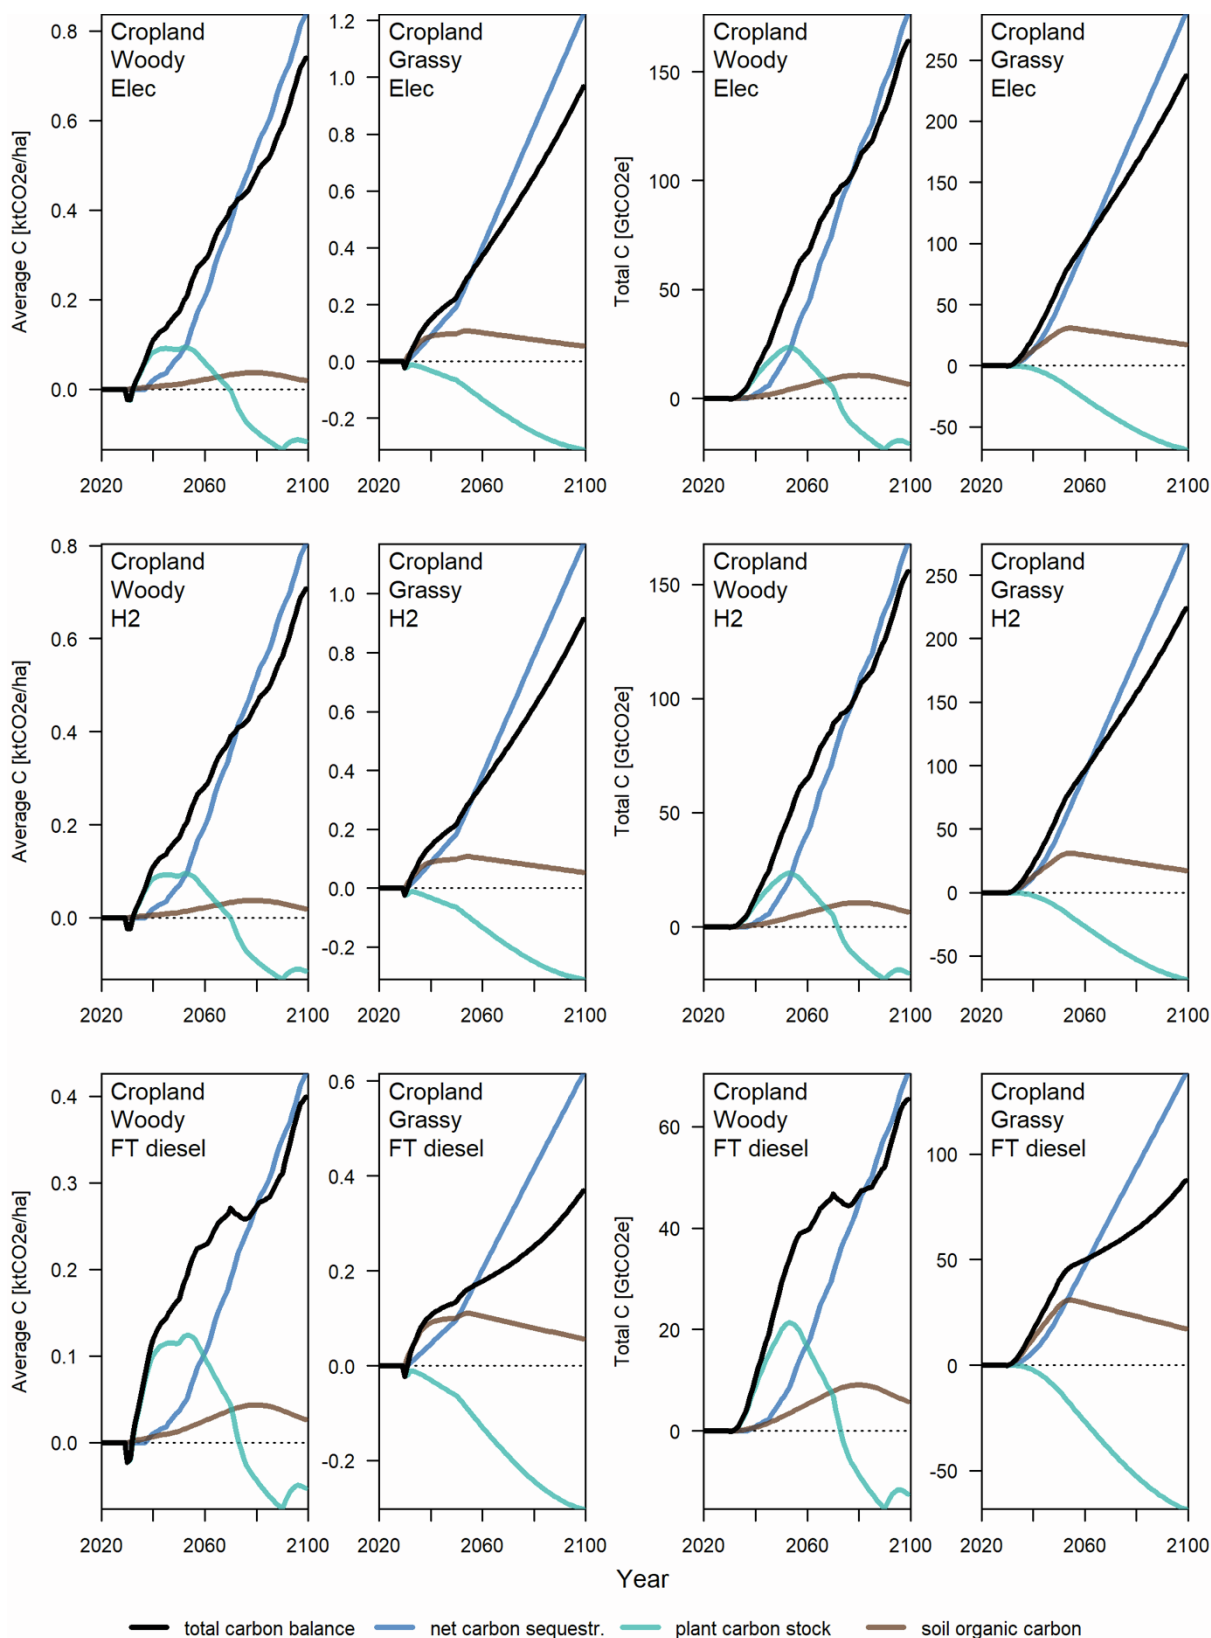 Cropland
Woody
Elec
Average C [ktCO2e/ha]
0.8
0.6
0.4
0.2
0.0
2020
2060
2100
Cropland
Grassy
Elec
1.2
1.0
0.8
0.6
0.4
0.2
0.0
-0.2
2020
2060
2100
Cropland
Woody
Elec
Total C [GtCO2e]
150
100
50
0
2020
2060
2100
Cropland
Grassy
Elec
250
200
150
100
50
0
-50
2020
2060
2100
Cropland
Woody
H2
Average C [ktCO2e/ha]
0.8
0.6
0.4
0.2
0.0
2020
2060
2100
Cropland
Grassy
H2
1.0
0.8
0.6
0.4
0.2
0.0
-0.2
2020
2060
2100
Cropland
Woody
H2
Total C [GtCO2e]
150
100
50
0
2020
2060
2100
Cropland
Grassy
H2
250
200
150
100
50
0
-50
2020
2060
2100
Cropland
Woody
FT diesel
Average C [ktCO2e/ha]
0.4
0.3
0.2
0.1
0.0
2020
2060
2100
Cropland
Grassy
FT diesel
0.6
0.4
0.2
0.0
-0.2
2020
2060
2100
Cropland
Woody
FT diesel
Total C [GtCO2e]
60
40
20
0
2020
2060
2100
Cropland
Grassy
FT diesel
100
50
0
-50
2020
2060
2100
Year
total carbon balance
net carbon sequestr.
plant carbon stock
soil organic carbon